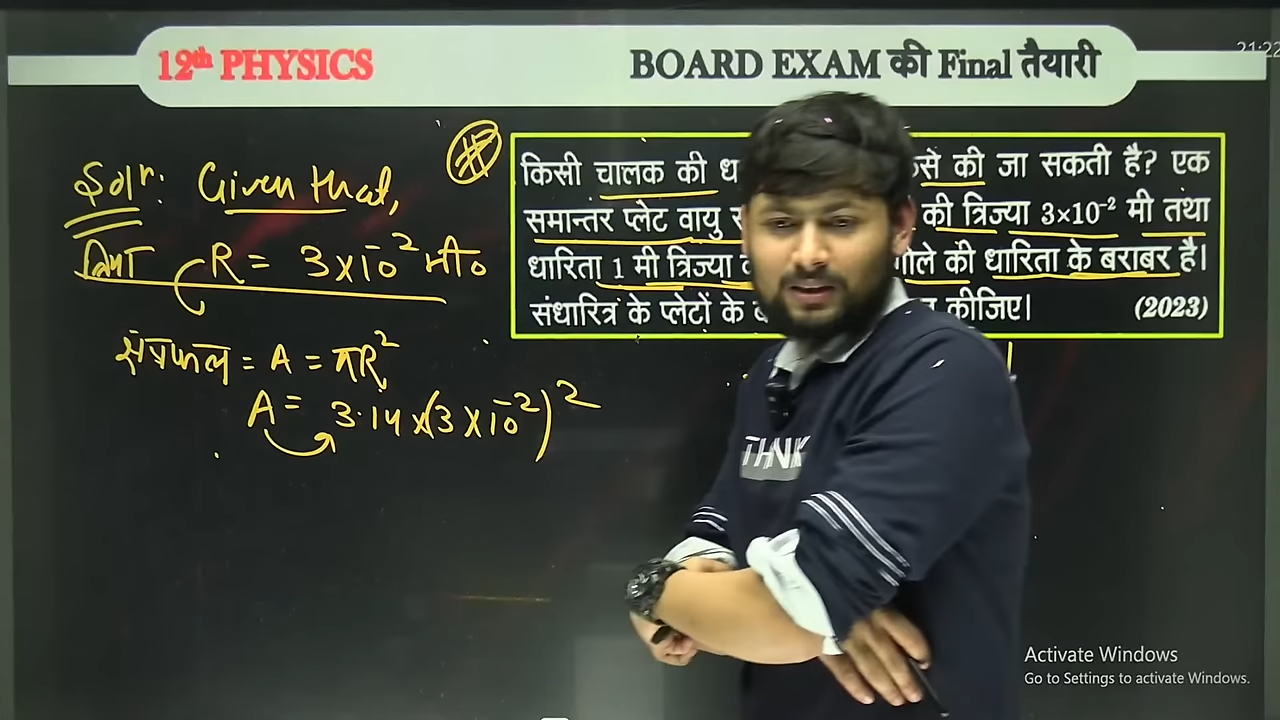 12th PHYSICS
BOARD EXAM की Final तैयारी
21:22
Soln: Given that,
R = 3×10⁻² मी०
क्षेत्रफल = A = πR²
A = 3.14×(3×10⁻²)²
किसी चालक की की जा सकती है? एक
समान्तर प्लेट वायु की त्रिज्या 3×10⁻² मी तथा
धारिता 1 मी त्रिज्या गोले की धारिता के बराबर है।
संधारित्र के प्लेटों के कीजिए। (2023)
THNK
Activate Windows
Go to Settings to activate Windows.